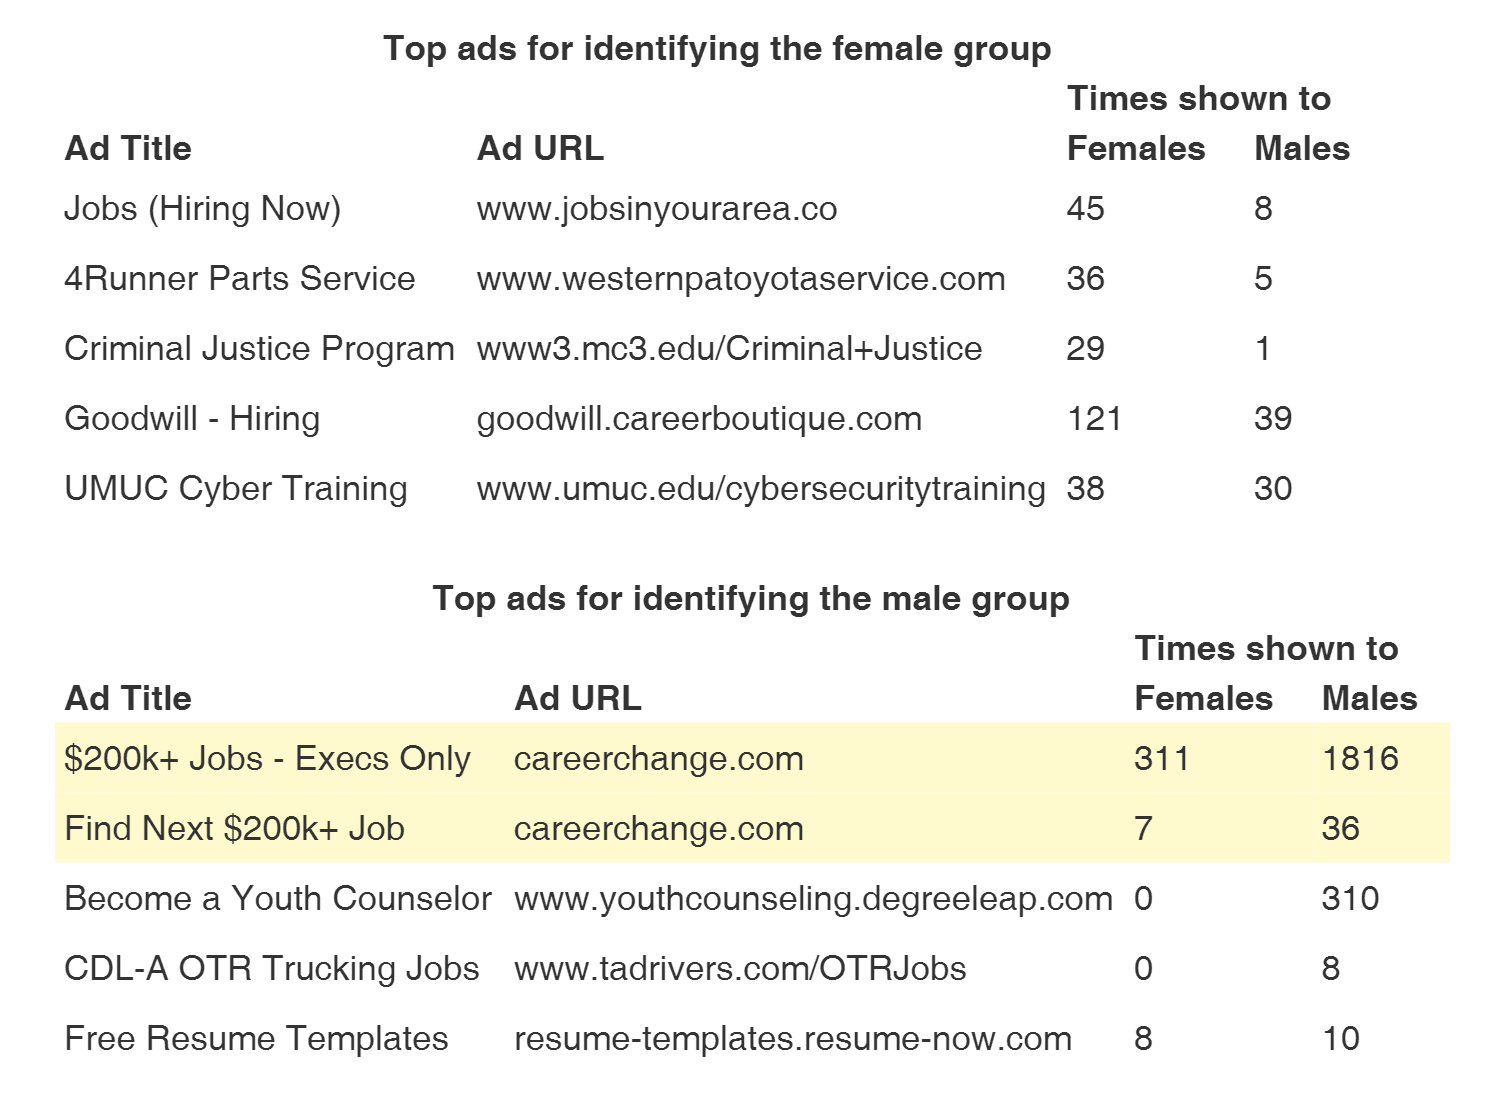 Top ads for identifying the female group
Times shown to
Ad Title Ad URL Females Males
Jobs (Hiring Now) www.jobsinyourarea.co 45 8
4Runner Parts Service www.westernpatoyotaservice.com 36 5
Criminal Justice Program www3.mc3.edu/Criminal+Justice 29 1
Goodwill - Hiring goodwill.careerboutique.com 121 39
UMUC Cyber Training www.umuc.edu/cybersecuritytraining 38 30
Top ads for identifying the male group
Times shown to
Ad Title Ad URL Females Males
$200k+ Jobs - Execs Only careerchange.com 311 1816
Find Next $200k+ Job careerchange.com 7 36
Become a Youth Counselor www.youthcounseling.degreeleap.com 0 310
CDL-A OTR Trucking Jobs www.tadrivers.com/OTRJobs 0 8
Free Resume Templates resume-templates.resume-now.com 8 10